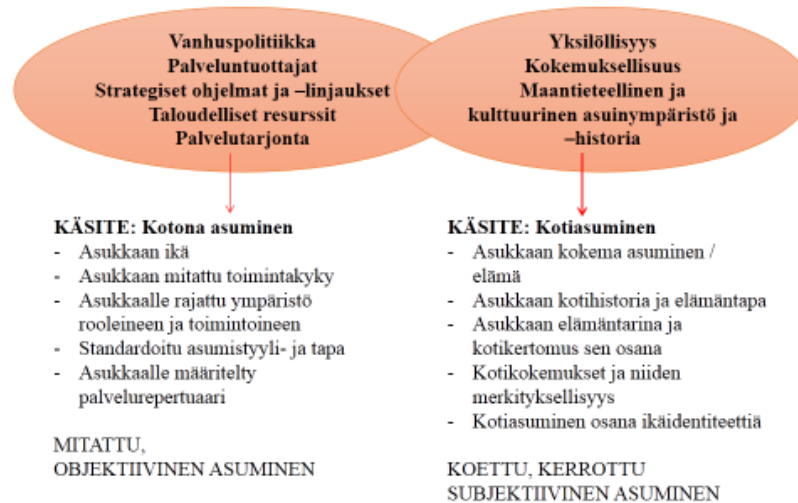 Vanhuspolitiikka
Palveluntuottajat
Strategiset ohjelmat ja –linjaukset
Taloudelliset resurssit
Palvelutarjonta
Yksilöllisyys
Kokemuksellisuus
Maantieteellinen ja
kulttuurinen asuinympäristö ja
–historia
KÄSITE: Kotona asuminen
- Asukkaan ikä
- Asukkaan mitattu toimintakyky
- Asukkaalle rajattu ympäristö
rooleineen ja toimintoineen
- Standardoitu asumistyyli- ja tapa
- Asukkaalle määritelty
palvelurepertuaari
MITATTU,
OBJEKTIIVINEN ASUMINEN
KÄSITE: Kotiasuminen
- Asukkaan kokema asuminen /
elämä
- Asukkaan kotihistoria ja elämäntapa
- Asukkaan elämäntarina ja
kotikertomus sen osana
- Kotikokemukset ja niiden
merkityksellisyys
- Kotiasuminen osana ikäidentiteettiä
KOETTU, KERROTTU
SUBJEKTIIVINEN ASUMINEN